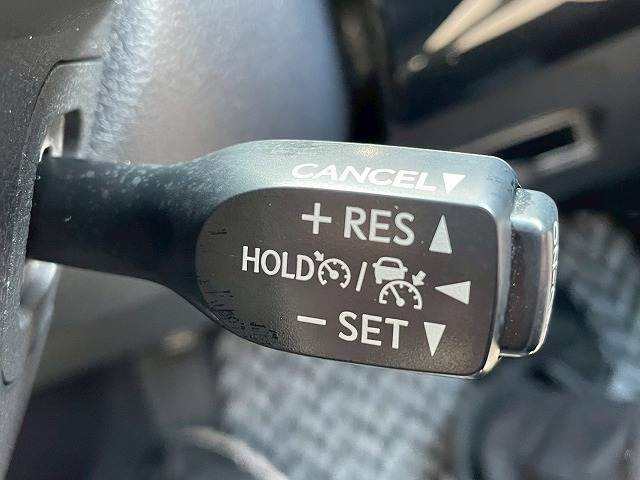 CANCEL▼
+ RES ▲
HOLD / ◀
− SET ▼